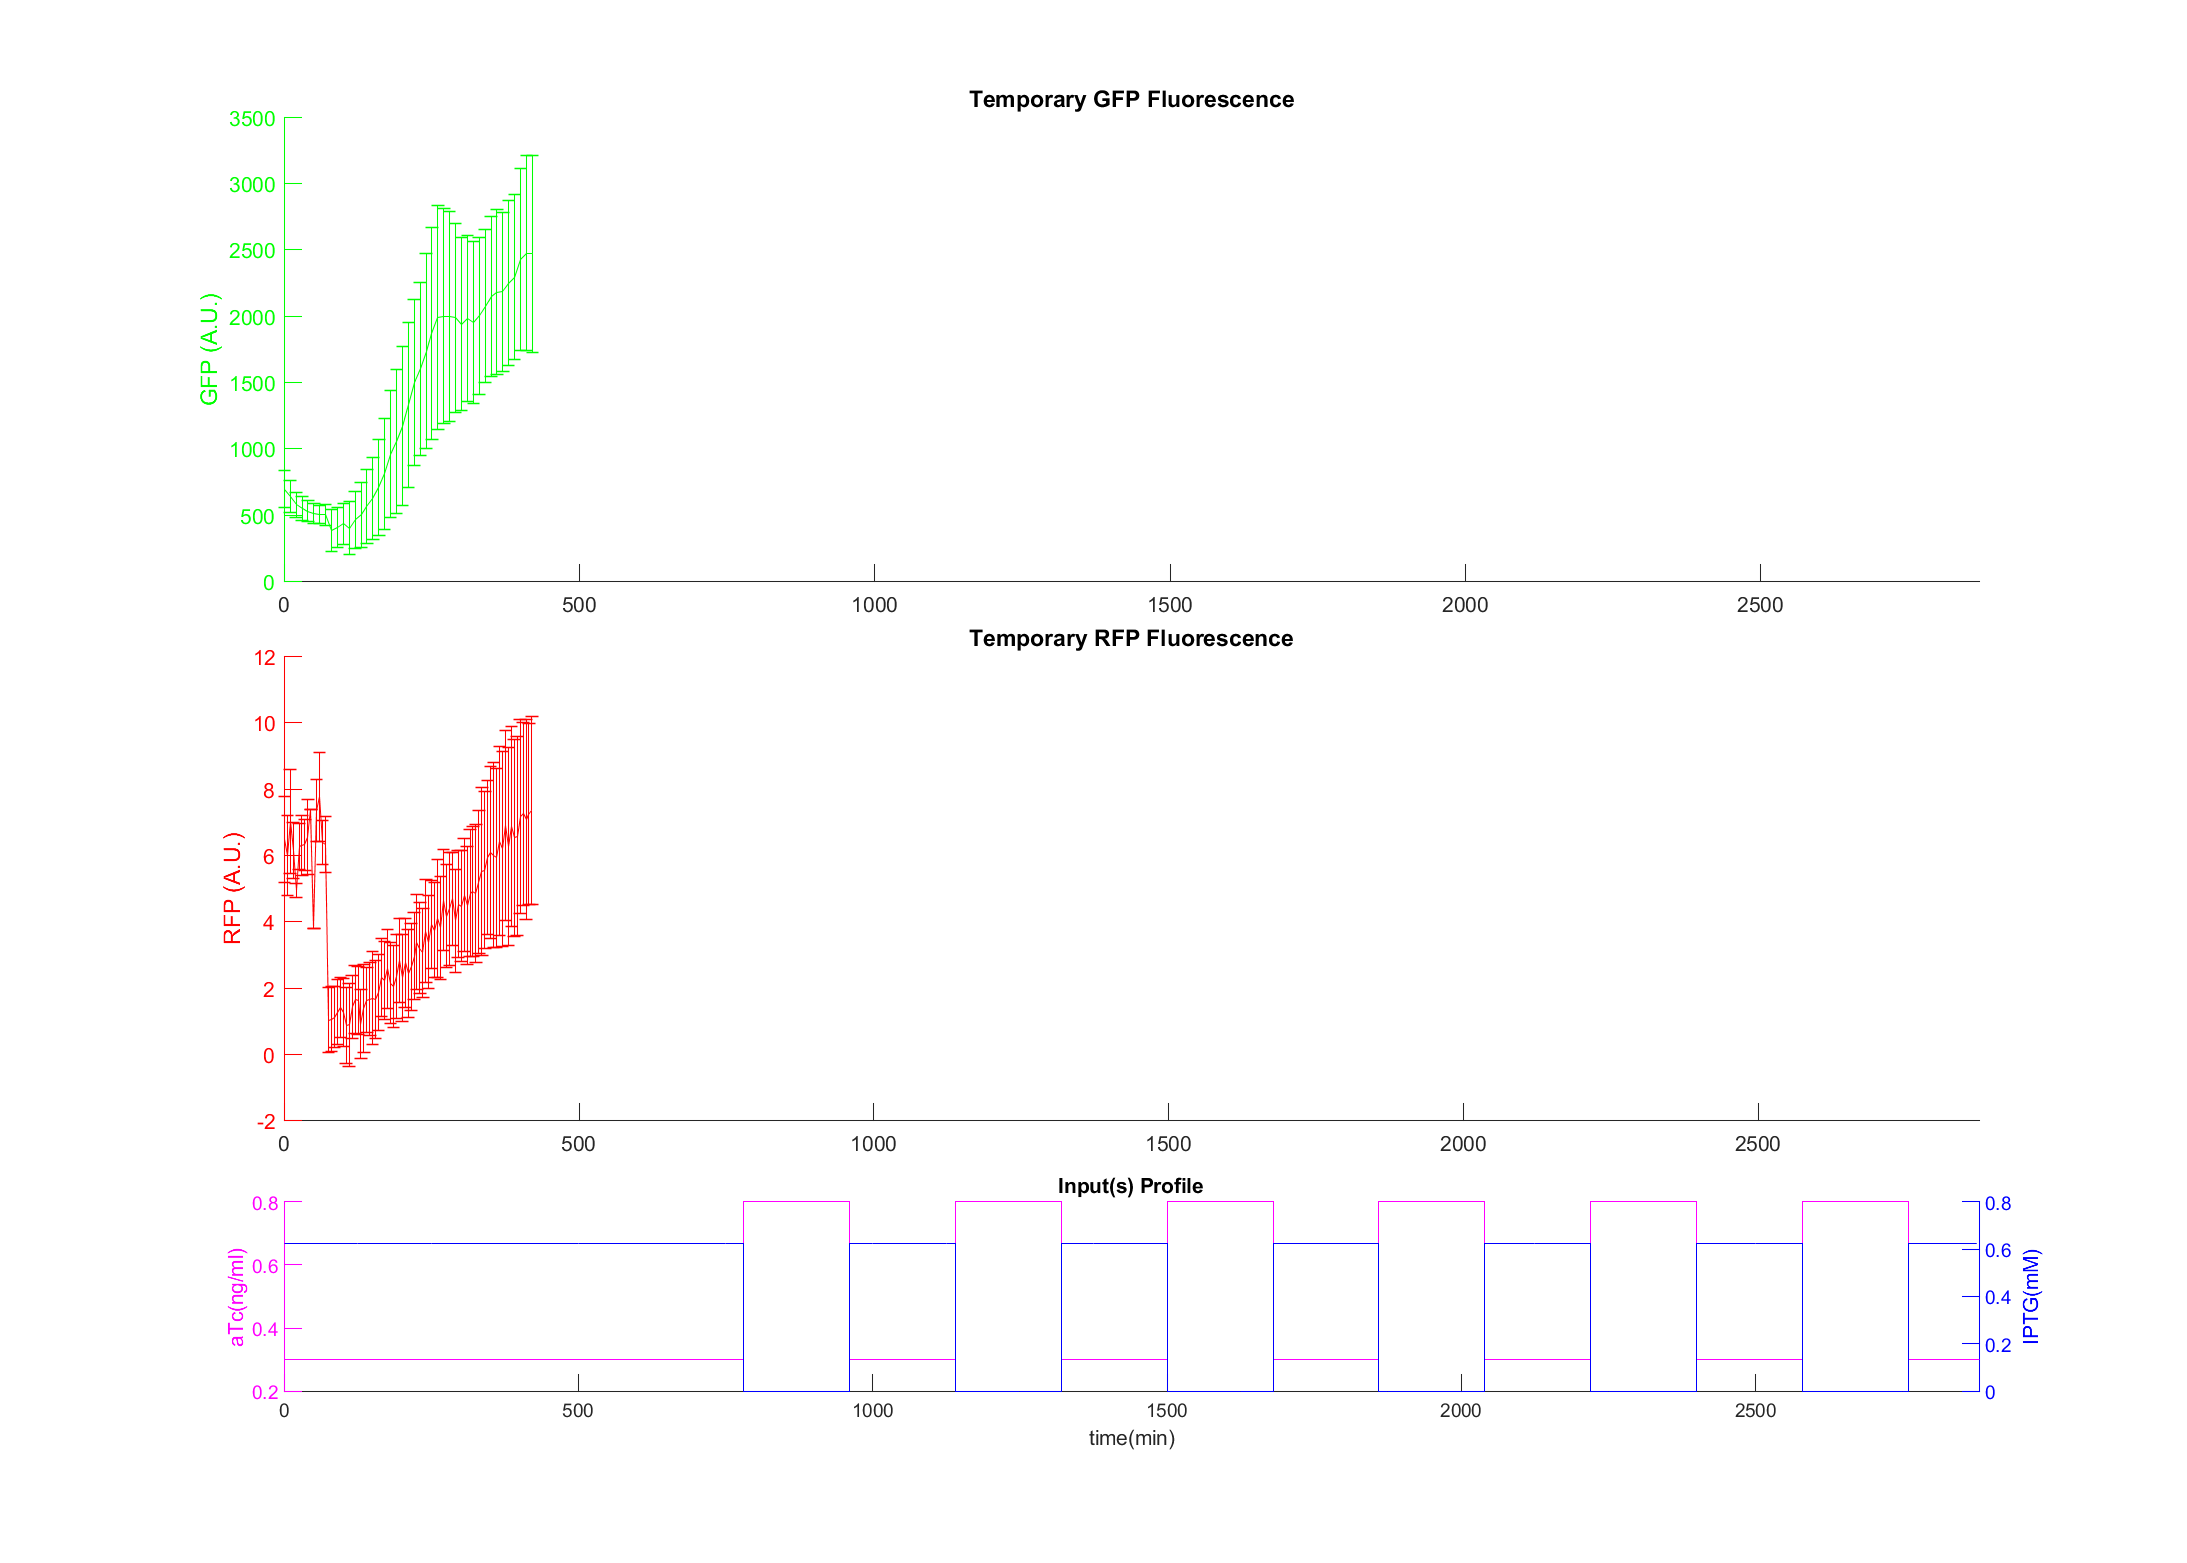 Temporary GFP Fluorescence
3500
3000
2500
2000
1500
1000
500
0
GFP (A.U.)
0 500 1000 1500 2000 2500
Temporary RFP Fluorescence
12
10
8
6
4
2
0
-2
RFP (A.U.)
0 500 1000 1500 2000 2500
Input(s) Profile
0.8
0.6
0.4
0.2
aTc(ng/ml)
0.8
0.6
0.4
0.2
0
IPTG(mM)
0 500 1000 1500 2000 2500
time(min)